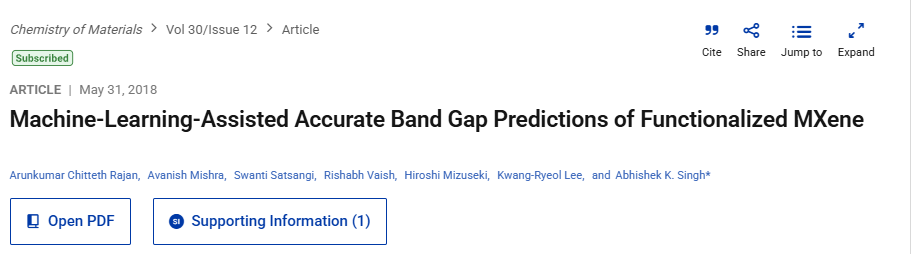 Chemistry of Materials > Vol 30/Issue 12 > Article
Cite Share Jump to Expand
Subscribed
ARTICLE | May 31, 2018
Machine-Learning-Assisted Accurate Band Gap Predictions of Functionalized MXene
Arunkumar Chitteth Rajan, Avanish Mishra, Swanti Satsangi, Rishabh Vaish, Hiroshi Mizuseki, Kwang-Ryeol Lee, and Abhishek K. Singh*
Open PDF
SI Supporting Information (1)